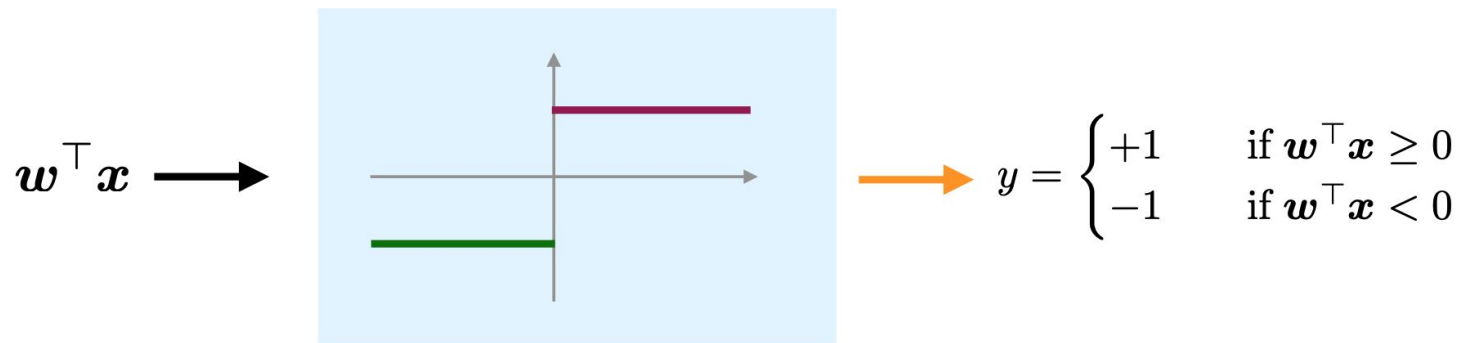 w⊤x
y = { +1 if w⊤x ≥ 0
−1 if w⊤x < 0